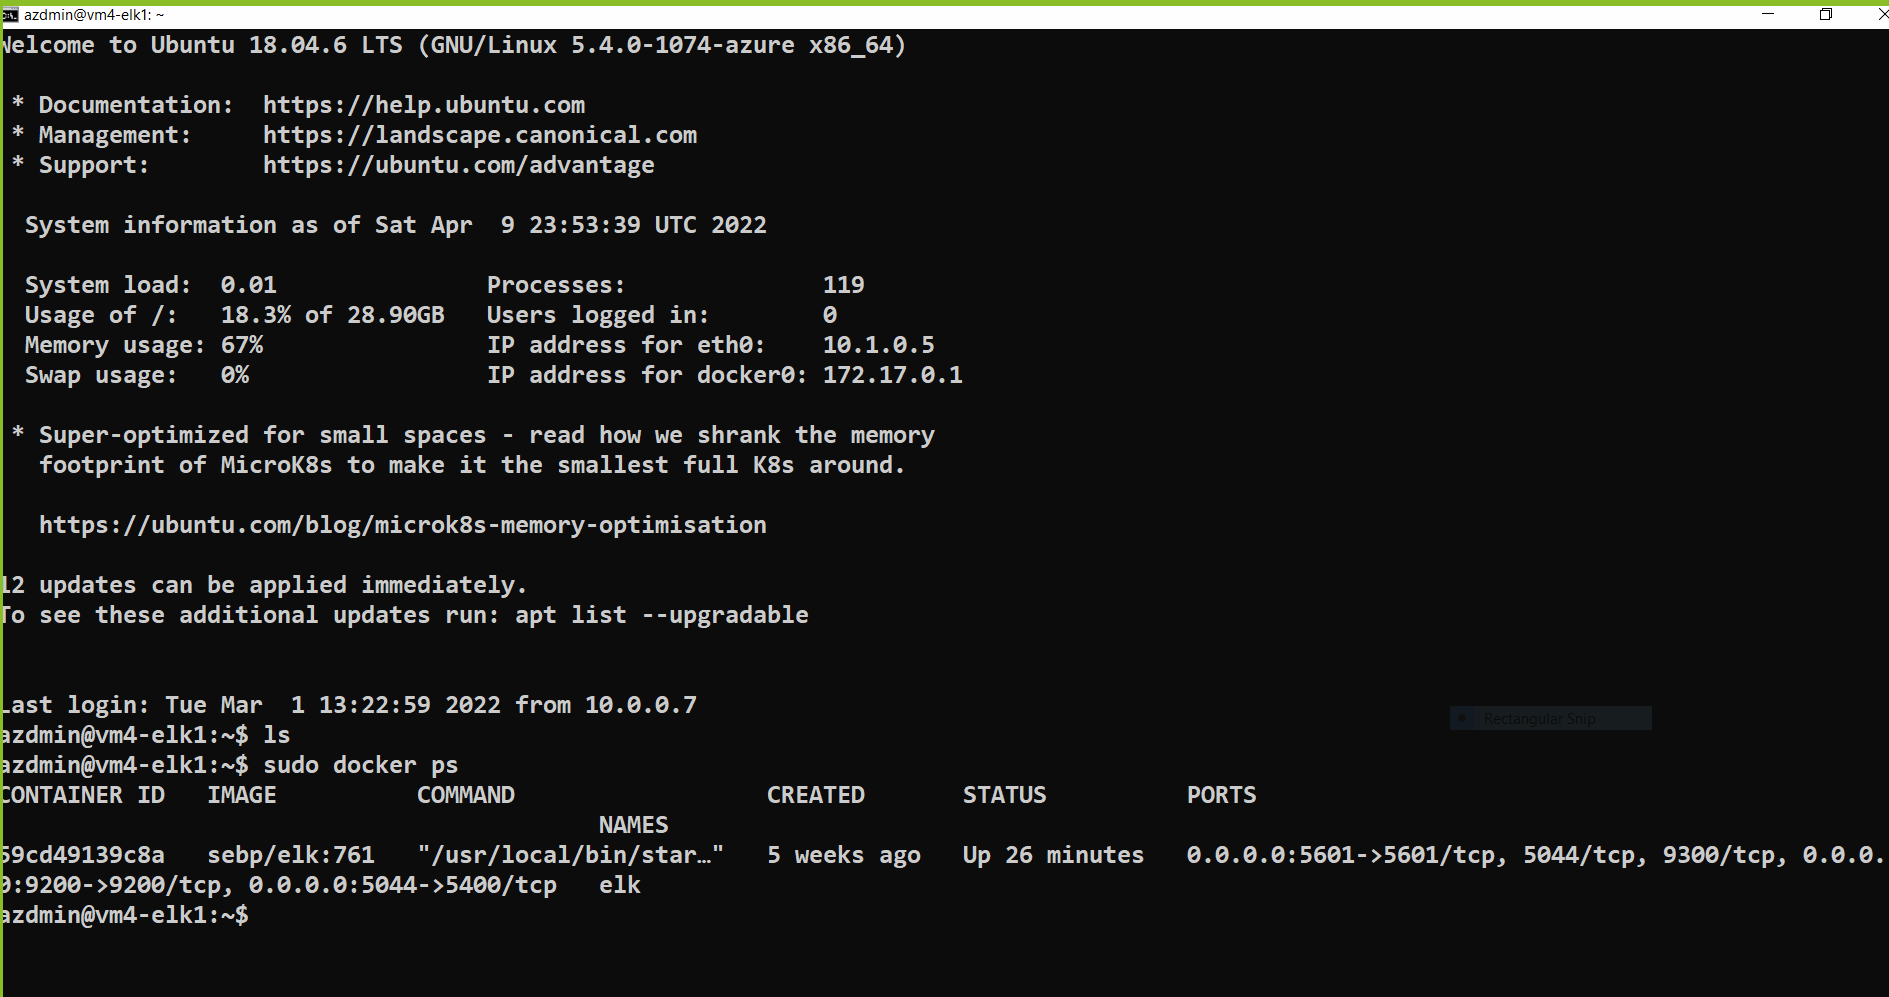 azdmin@vm4-elk1: ~
Welcome to Ubuntu 18.04.6 LTS (GNU/Linux 5.4.0-1074-azure x86_64)
* Documentation:  https://help.ubuntu.com
* Management:     https://landscape.canonical.com
* Support:        https://ubuntu.com/advantage
System information as of Sat Apr  9 23:53:39 UTC 2022
System load:  0.01               Processes:              119
Usage of /:   18.3% of 28.90GB   Users logged in:        0
Memory usage: 67%                IP address for eth0:    10.1.0.5
Swap usage:   0%                 IP address for docker0: 172.17.0.1
* Super-optimized for small spaces - read how we shrank the memory
footprint of MicroK8s to make it the smallest full K8s around.
https://ubuntu.com/blog/microk8s-memory-optimisation
12 updates can be applied immediately.
To see these additional updates run: apt list --upgradable
Last login: Tue Mar  1 13:22:59 2022 from 10.0.0.7
azdmin@vm4-elk1:~$ ls
azdmin@vm4-elk1:~$ sudo docker ps
CONTAINER ID   IMAGE          COMMAND                  CREATED       STATUS          PORTS
NAMES
59cd49139c8a   sebp/elk:761   "/usr/local/bin/star…"   5 weeks ago   Up 26 minutes   0.0.0.0:5601->5601/tcp, 5044/tcp, 9300/tcp, 0.0.0.
0:9200->9200/tcp, 0.0.0.0:5044->5400/tcp   elk
azdmin@vm4-elk1:~$
Rectangular Snip